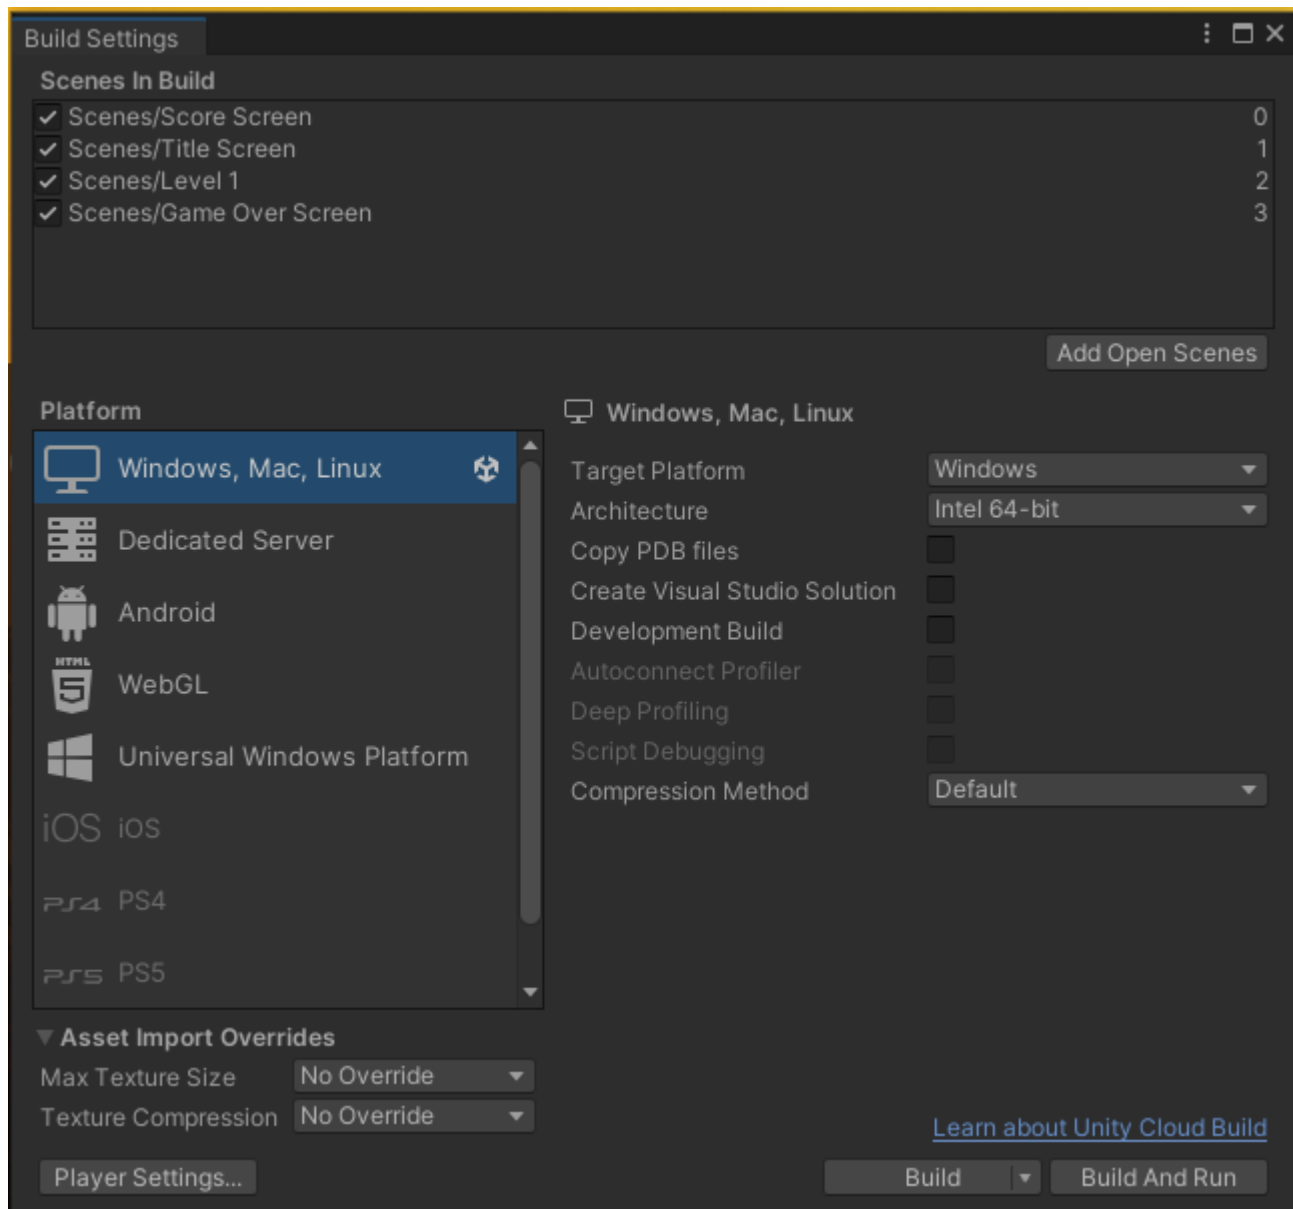 Build Settings
Scenes In Build
Scenes/Score Screen 0
Scenes/Title Screen 1
Scenes/Level 1 2
Scenes/Game Over Screen 3
Add Open Scenes
Platform
Windows, Mac, Linux
Dedicated Server
Android
HTML 5 WebGL
Universal Windows Platform
iOS iOS
PS4 PS4
PS5 PS5
Windows, Mac, Linux
Target Platform Windows
Architecture Intel 64-bit
Copy PDB files
Create Visual Studio Solution
Development Build
Autoconnect Profiler
Deep Profiling
Script Debugging
Compression Method Default
Asset Import Overrides
Max Texture Size No Override
Texture Compression No Override
Learn about Unity Cloud Build
Player Settings... Build Build And Run